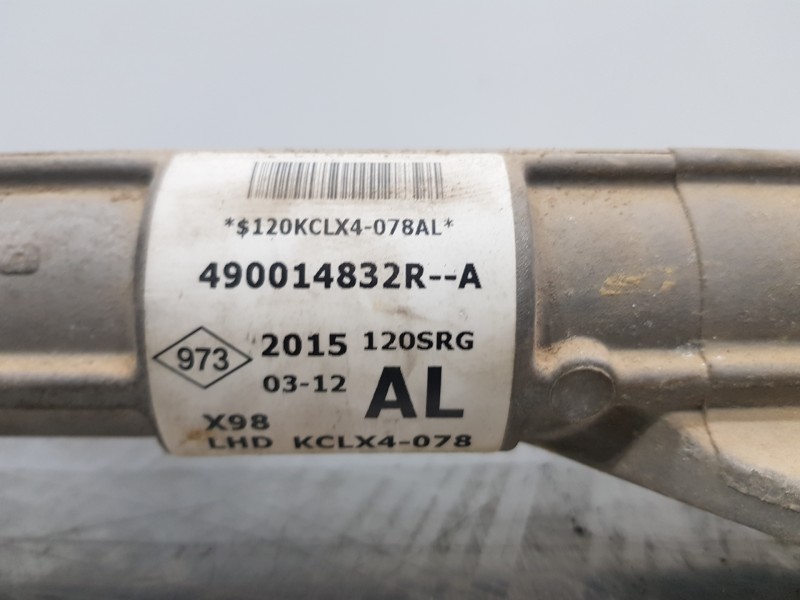 *$120KCLX4-078AL*
490014832R--A
973 2015 120SRG
03-12 AL
X98
LHD KCLX4-078